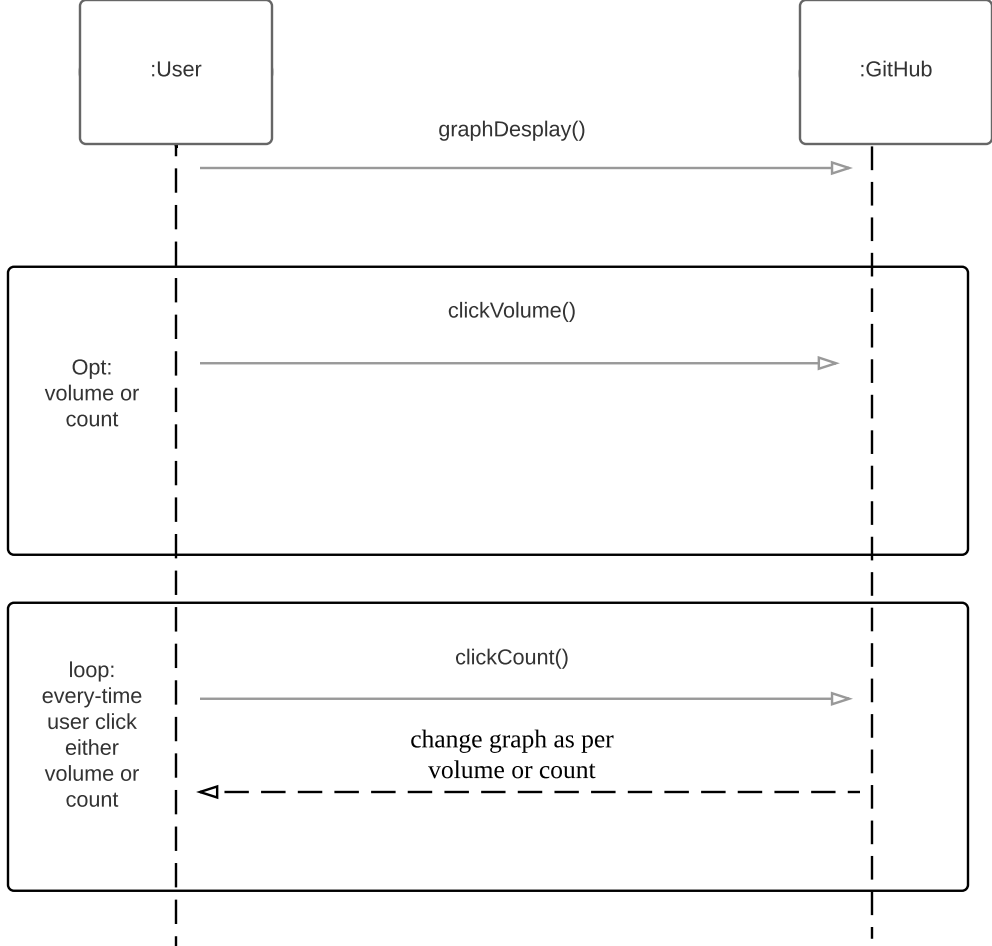 :User
:GitHub
graphDesplay()
clickVolume()
Opt:
volume or
count
clickCount()
loop:
every-time
user click
either
volume or
count
change graph as per
volume or count